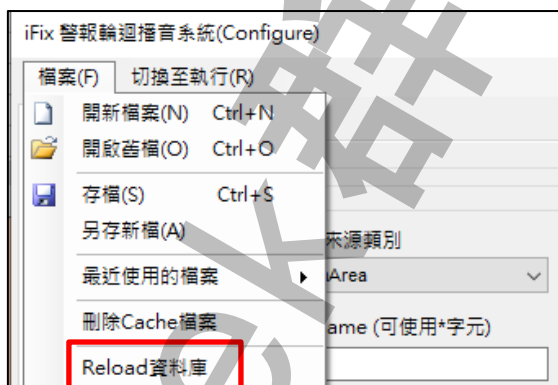 iFix 警報輪迴播音系統(Configure)
檔案(F) 切換至執行(R)
開新檔案(N) Ctrl+N
開啟舊檔(O) Ctrl+O
存檔(S) Ctrl+S
另存新檔(A)
來源類別
最近使用的檔案
Area
刪除Cache檔案
ame (可使用*字元)
Reload資料庫